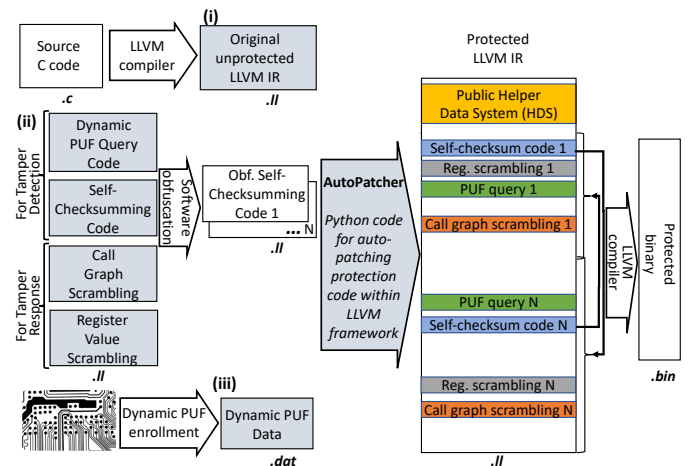 (i)
Source
C code
.c
LLVM
compiler
Original
unprotected
LLVM IR
.ll
(ii)
For Tamper
Detection
Dynamic
PUF Query
Code
Self-
Checksumming
Code
For Tamper
Response
Call
Graph
Scrambling
Register
Value
Scrambling
.ll
Software
obfuscation
Obf. Self-
Checksumming
Code 1
... N
.ll
(iii)
Dynamic PUF
enrollment
Dynamic PUF
Data
.dat
AutoPatcher
Python code
for auto-
patching
protection
code within
LLVM
framework
Protected
LLVM IR
Public Helper
Data System (HDS)
Self-checksum code 1
Reg. scrambling 1
PUF query 1
Call graph scrambling 1
PUF query N
Self-checksum code N
Reg. scrambling N
Call graph scrambling N
.ll
LLVM
compiler
Protected
binary
.bin